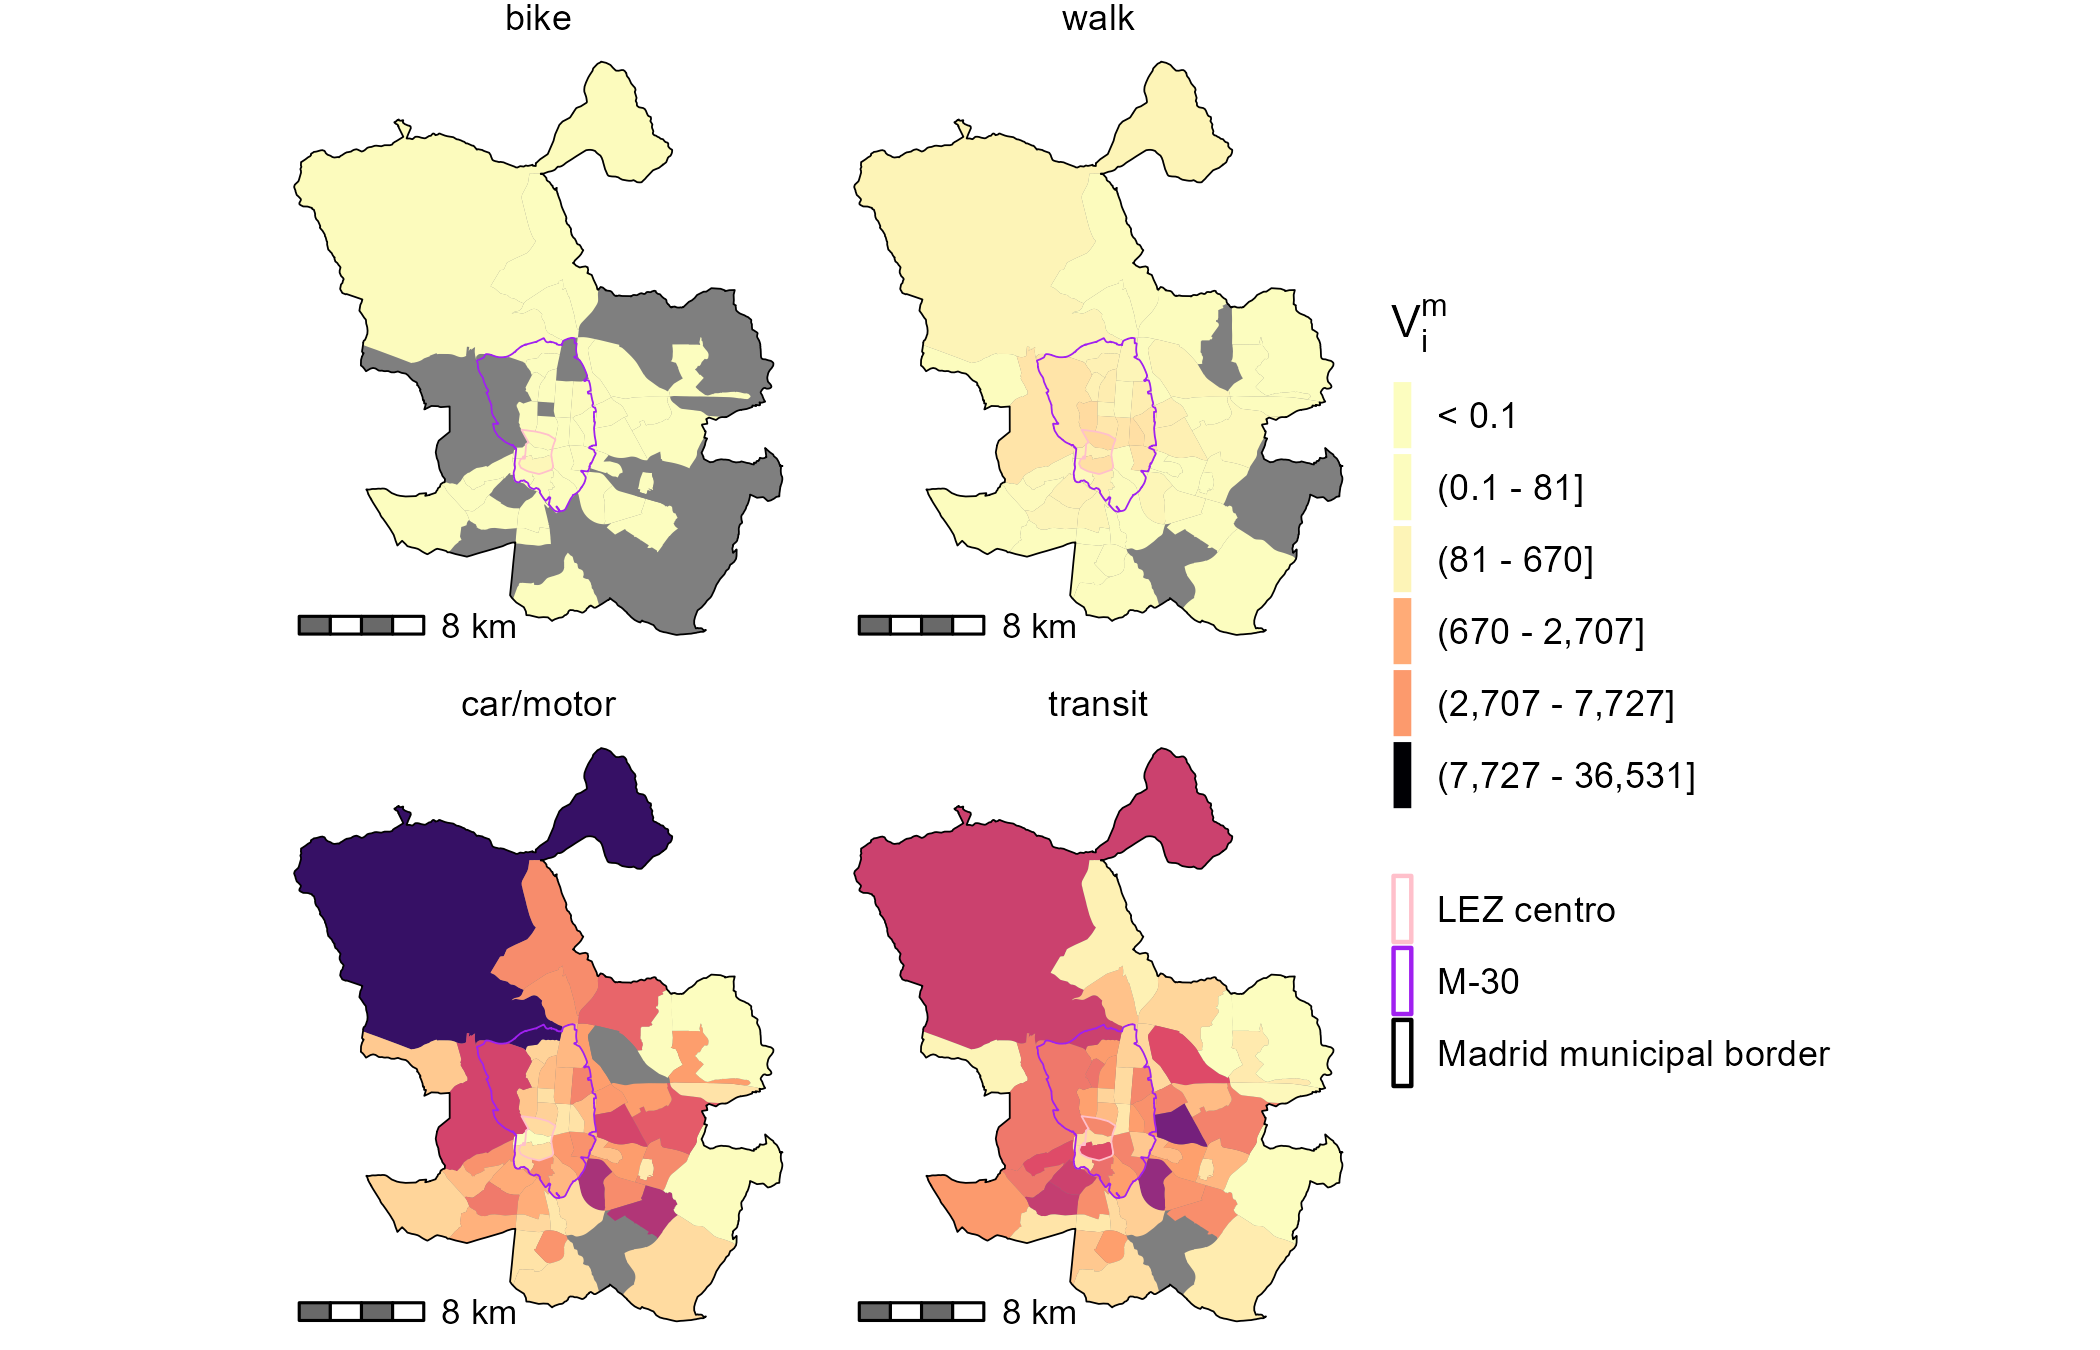 bike
walk
8 km
8 km
car/motor
transit
8 km
8 km
V_i^m
< 0.1
(0.1 - 81]
(81 - 670]
(670 - 2,707]
(2,707 - 7,727]
(7,727 - 36,531]
LEZ centro
M-30
Madrid municipal border